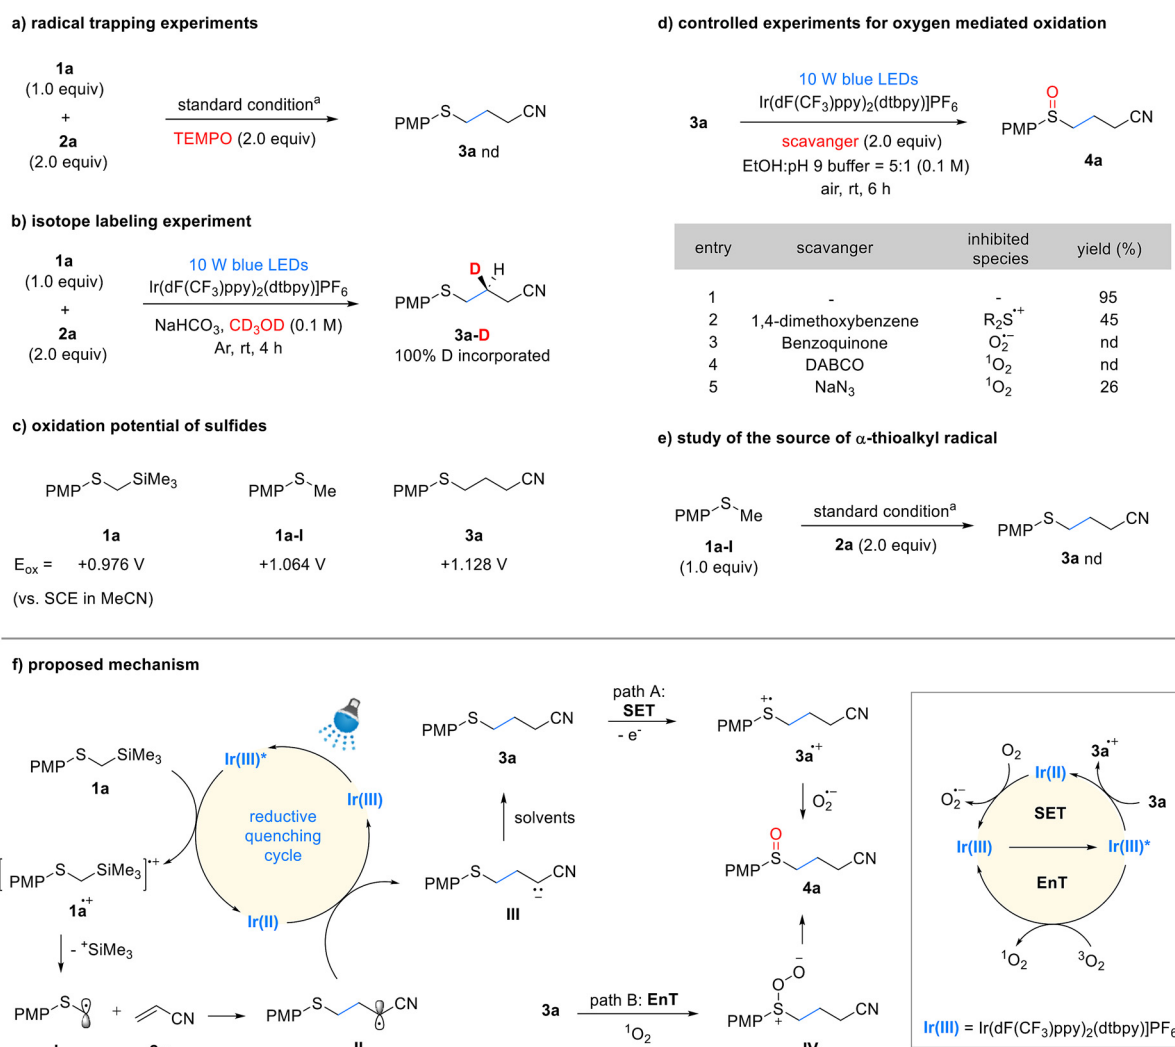 a) radical trapping experiments
1a
(1.0 equiv)
+
2a
(2.0 equiv)
standard conditionᵃ
TEMPO (2.0 equiv)
PMP
S
CN
3a nd
b) isotope labeling experiment
1a
(1.0 equiv)
+
2a
(2.0 equiv)
10 W blue LEDs
Ir(dF(CF₃)ppy)₂(dtbpy)]PF₆
NaHCO₃, CD₃OD (0.1 M)
Ar, rt, 4 h
D H
PMP
S
CN
3a-D
100% D incorporated
c) oxidation potential of sulfides
PMP
S
SiMe₃
1a
PMP
S
Me
1a-I
PMP
S
CN
3a
Eₒₓ = +0.976 V +1.064 V +1.128 V
(vs. SCE in MeCN)
d) controlled experiments for oxygen mediated oxidation
3a
10 W blue LEDs
Ir(dF(CF₃)ppy)₂(dtbpy)]PF₆
scavanger (2.0 equiv)
EtOH:pH 9 buffer = 5:1 (0.1 M)
air, rt, 6 h
O
PMP
S
CN
4a
entry scavanger inhibited species yield (%)
1 - - 95
2 1,4-dimethoxybenzene R₂S•⁺ 45
3 Benzoquinone O₂•⁻ nd
4 DABCO ¹O₂ nd
5 NaN₃ ¹O₂ 26
e) study of the source of α-thioalkyl radical
PMP
S
Me
1a-I
(1.0 equiv)
standard conditionᵃ
2a (2.0 equiv)
PMP
S
CN
3a nd
f) proposed mechanism
PMP
S
SiMe₃
1a
Ir(III)*
Ir(III)
reductive
quenching
cycle
Ir(II)
[PMP
S
SiMe₃]•⁺
1a•⁺
- ⁺SiMe₃
PMP
S
+
CN
PMP
S
CN
II
PMP
S
CN
III
solvents
PMP
S
CN
3a
path A:
SET
- e⁻
+•
PMP
S
CN
3a•⁺
O₂•⁻
O
PMP
S
CN
4a
3a
path B: EnT
¹O₂
O
O
−
PMP
S
+
CN
IV
O₂
Ir(II)
3a•⁺
O₂•⁻
SET
3a
Ir(III)
Ir(III)*
EnT
¹O₂
³O₂
Ir(III) = Ir(dF(CF₃)ppy)₂(dtbpy)]PF₆